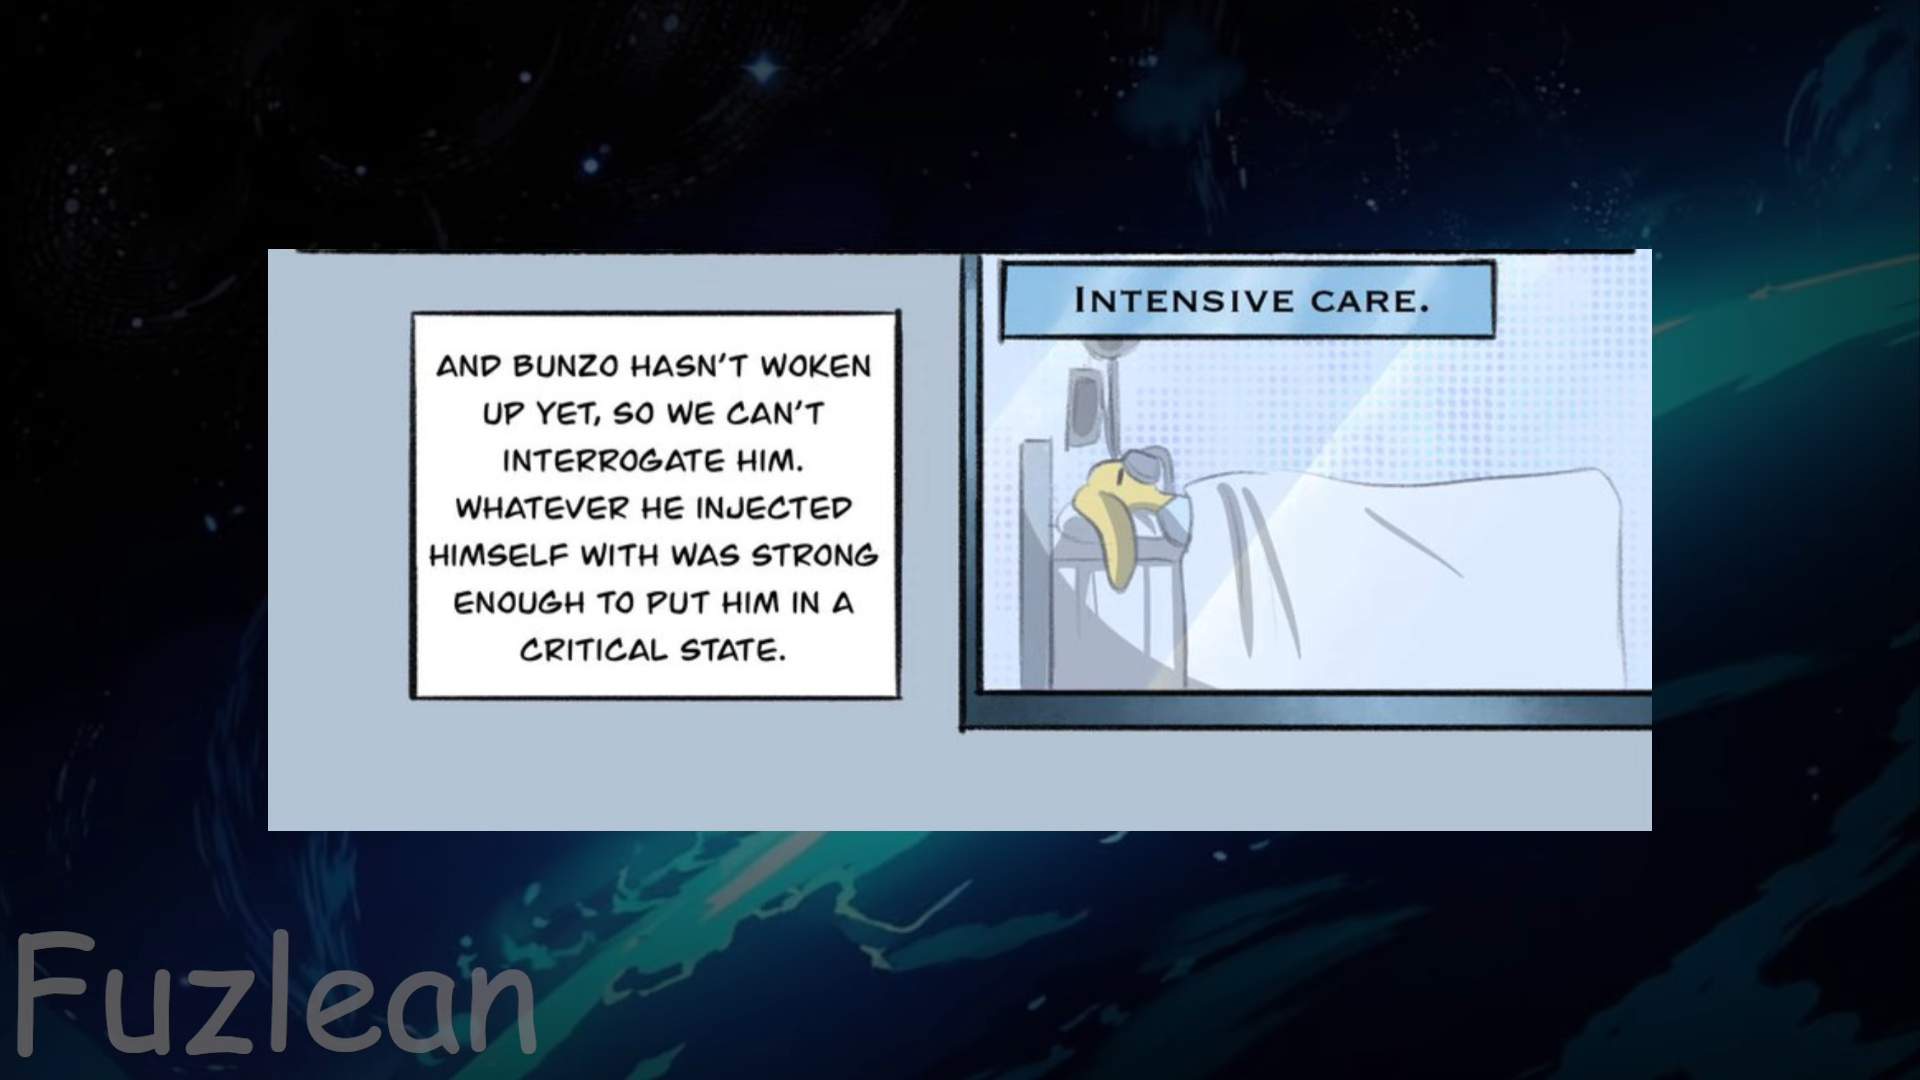 AND BUNZO HASN'T WOKEN
UP YET, SO WE CAN'T
INTERROGATE HIM.
WHATEVER HE INJECTED
HIMSELF WITH WAS STRONG
ENOUGH TO PUT HIM IN A
CRITICAL STATE.
INTENSIVE CARE.
Fuzlean